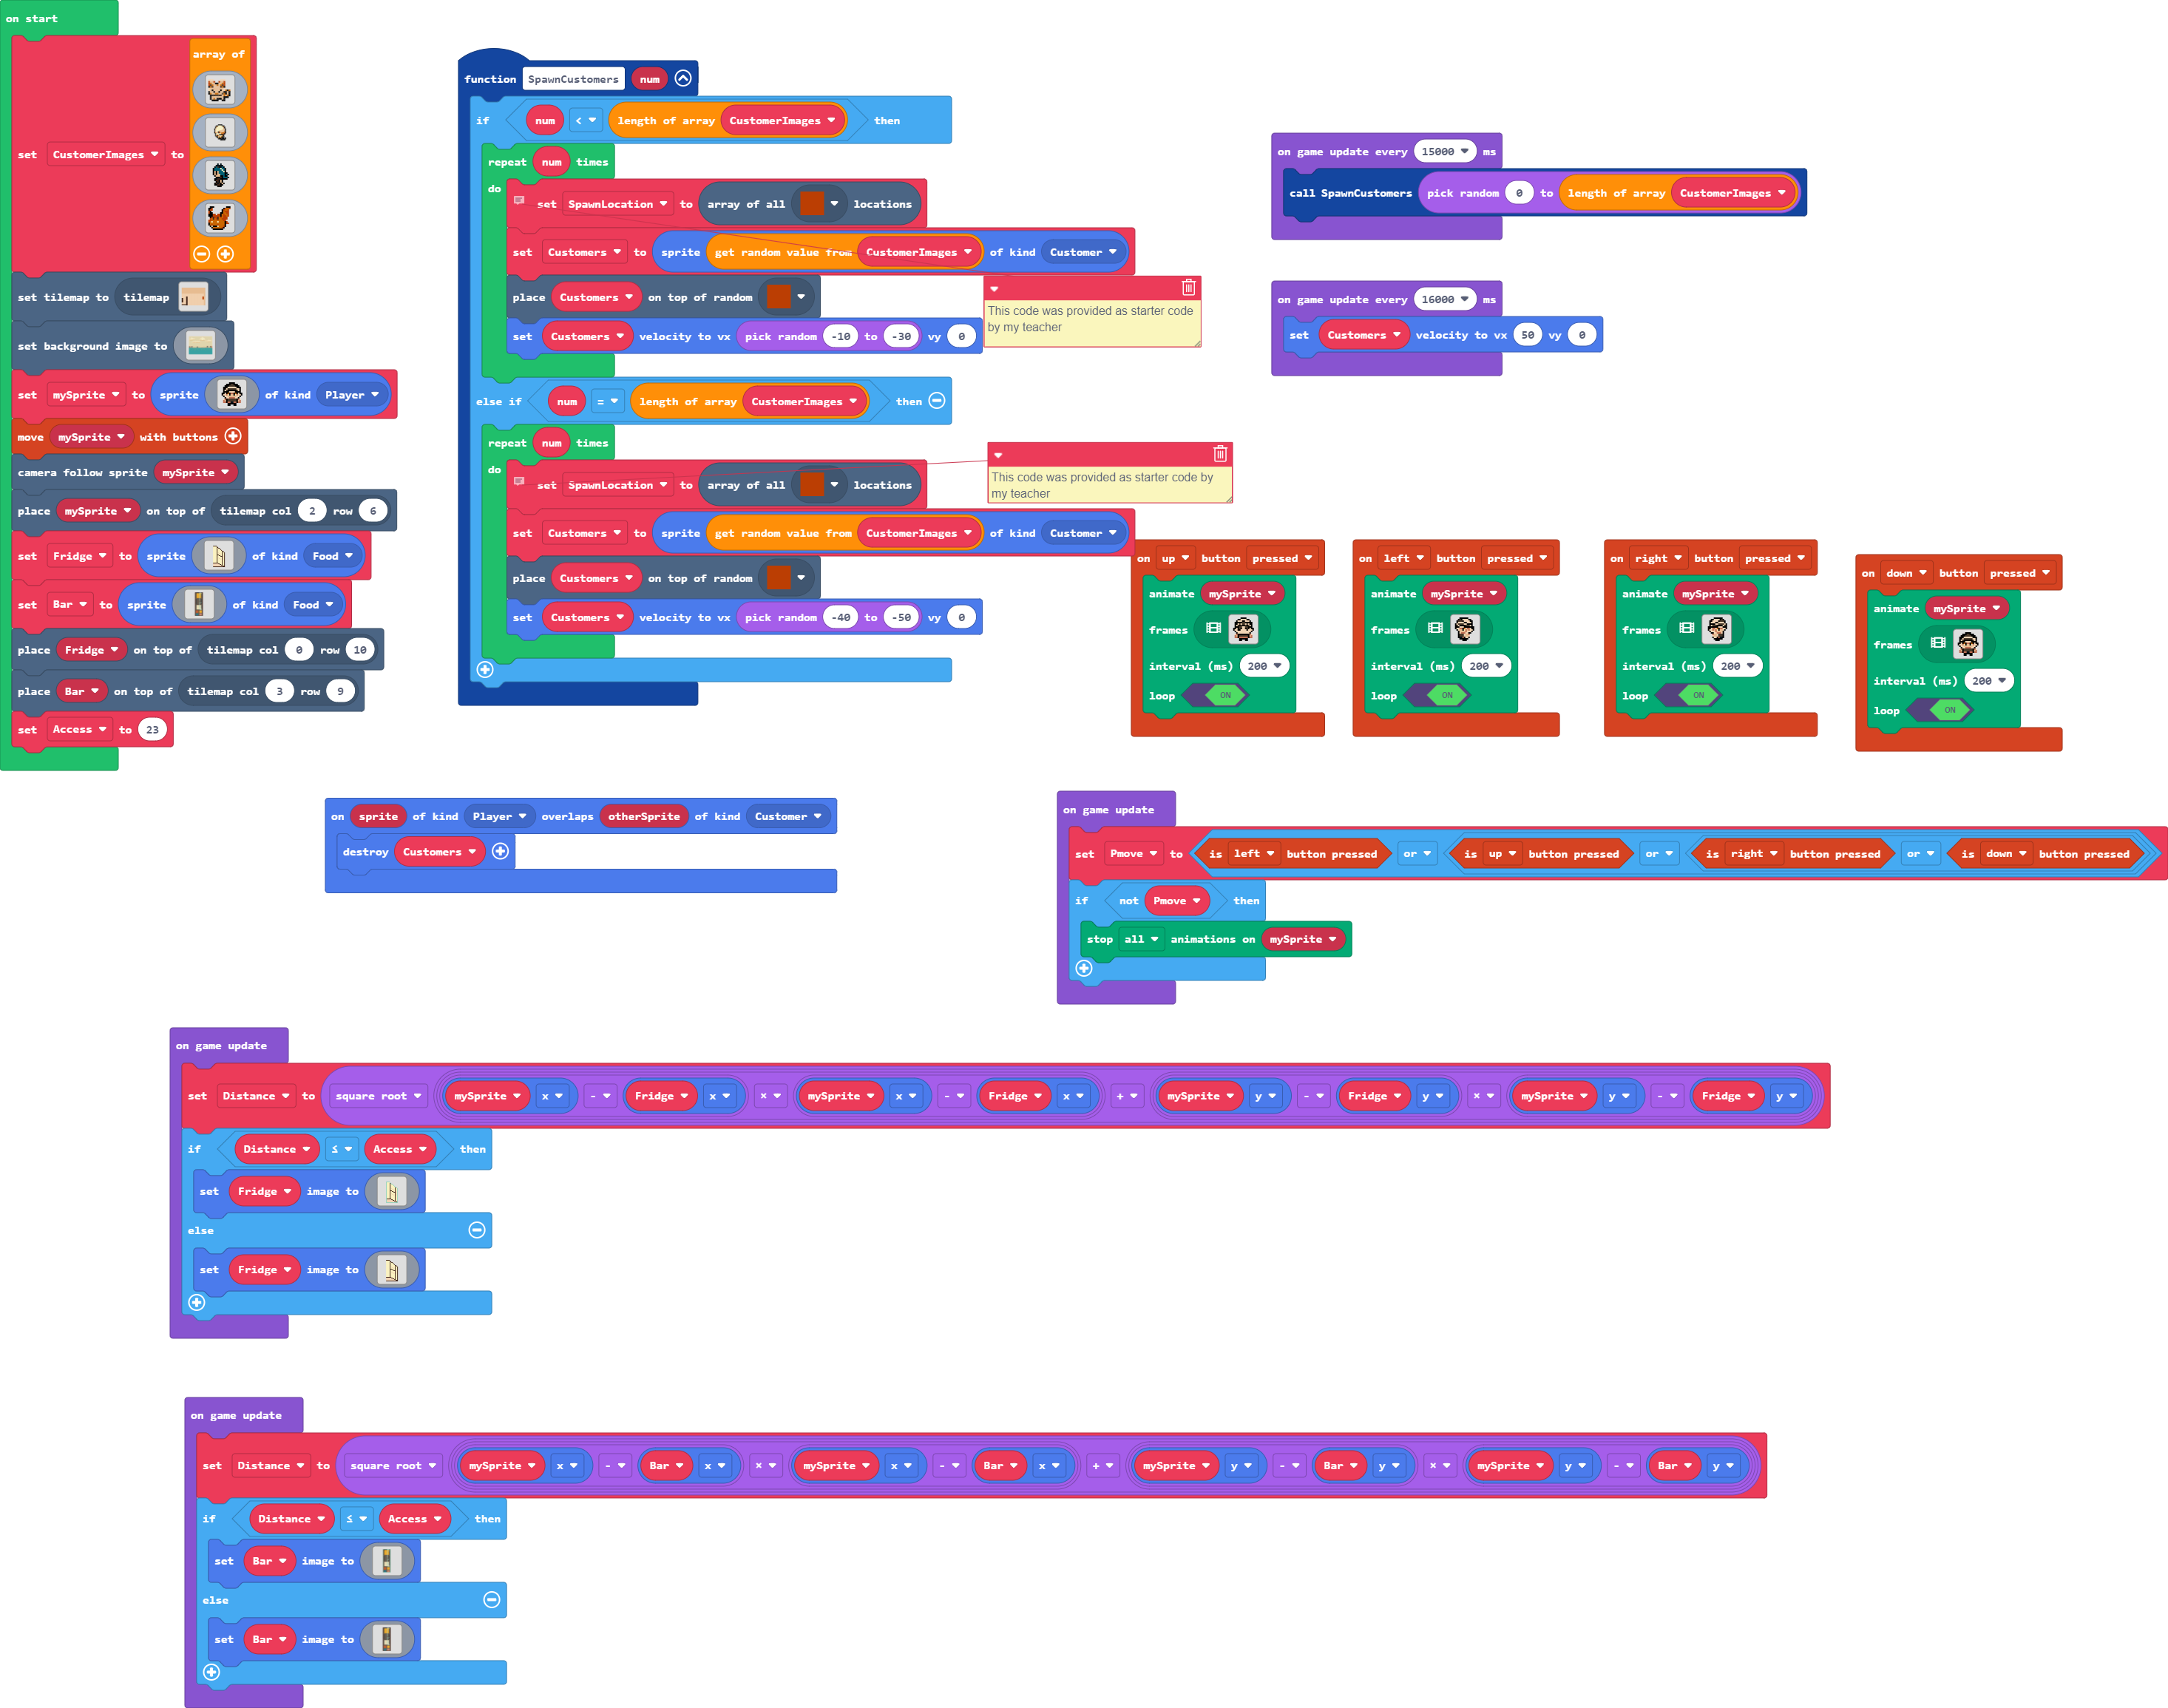 on start
array of
set CustomerImages to
set tilemap to tilemap
set background image to
set mySprite to sprite of kind Player
move mySprite with buttons
camera follow sprite mySprite
place mySprite on top of tilemap col 2 row 6
set Fridge to sprite of kind Food
set Bar to sprite of kind Food
place Fridge on top of tilemap col 0 row 10
place Bar on top of tilemap col 3 row 9
set Access to 23
function SpawnCustomers num
if num < length of array CustomerImages then
repeat num times
do
set SpawnLocation to array of all locations
set Customers to sprite get random value from CustomerImages of kind Customer
place Customers on top of random
set Customers velocity to vx pick random -10 to -30 vy 0
This code was provided as starter code
by my teacher
else if num = length of array CustomerImages then
repeat num times
do
set SpawnLocation to array of all locations
set Customers to sprite get random value from CustomerImages of kind Customer
place Customers on top of random
set Customers velocity to vx pick random -40 to -50 vy 0
This code was provided as starter code by
my teacher
on game update every 15000 ms
call SpawnCustomers pick random 0 to length of array CustomerImages
on game update every 16000 ms
set Customers velocity to vx 50 vy 0
on up button pressed
animate mySprite
frames
interval (ms) 200
loop ON
on left button pressed
animate mySprite
frames
interval (ms) 200
loop ON
on right button pressed
animate mySprite
frames
interval (ms) 200
loop ON
on down button pressed
animate mySprite
frames
interval (ms) 200
loop ON
on sprite of kind Player overlaps otherSprite of kind Customer
destroy Customers
on game update
set Pmove to is left button pressed or is up button pressed or is right button pressed or is down button pressed
if not Pmove then
stop all animations on mySprite
on game update
set Distance to square root mySprite x - Fridge x × mySprite x - Fridge x + mySprite y - Fridge y × mySprite y - Fridge y
if Distance ≤ Access then
set Fridge image to
else
set Fridge image to
on game update
set Distance to square root mySprite x - Bar x × mySprite x - Bar x + mySprite y - Bar y × mySprite y - Bar y
if Distance ≤ Access then
set Bar image to
else
set Bar image to